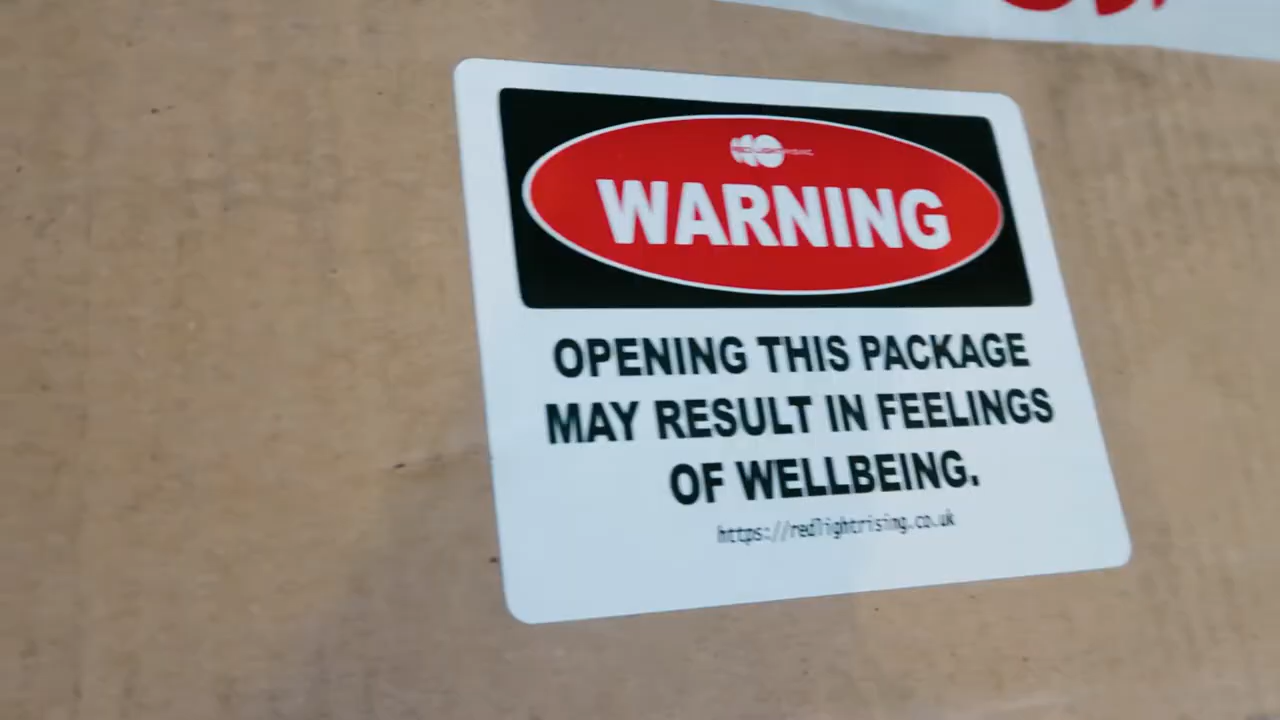 WARNING
OPENING THIS PACKAGE
MAY RESULT IN FEELINGS
OF WELLBEING.
https://redlightrising.co.uk